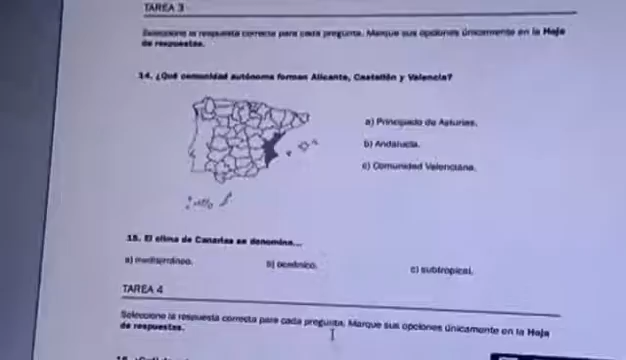 TAREA 3
Seleccione la respuesta correcta para cada pregunta. Marque sus opciones únicamente en la Hoja
de respuestas.
14. ¿Qué comunidad autónoma forman Alicante, Castellón y Valencia?
a) Principado de Asturias.
b) Andalucía.
c) Comunidad Valenciana.
15. El clima de Canarias se denomina...
a) mediterráneo.
b) oceánico.
c) subtropical.
TAREA 4
Seleccione la respuesta correcta para cada pregunta. Marque sus opciones únicamente en la Hoja
de respuestas.